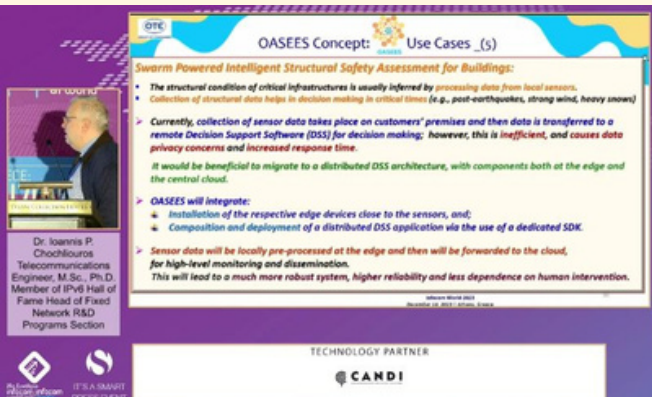 OTE
OASEES Concept:
OASEES
Use Cases _(5)
Swarm Powered Intelligent Structural Safety Assessment for Buildings:
The structural condition of critical infrastructures is usually inferred by processing data from local sensors.
Collection of structural data helps in decision making in critical times (e.g., post-earthquakes, strong wind, heavy snows)
Currently, collection of sensor data takes place on customers' premises and then data is transferred to a
remote Decision Support Software (DSS) for decision making; however, this is inefficient, and causes data
privacy concerns and increased response time.
It would be beneficial to migrate to a distributed DSS architecture, with components both at the edge and
the central cloud.
OASEES will integrate:
Installation of the respective edge devices close to the sensors, and;
Composition and deployment of a distributed DSS application via the use of a dedicated SDK.
Sensor data will be locally pre-processed at the edge and then will be forwarded to the cloud,
for high-level monitoring and dissemination.
This will lead to a much more robust system, higher reliability and less dependence on human intervention.
Infocom World 2023
Dr. Ioannis P.
Chochliouros
Telecommunications
Engineer, M.Sc., Ph.D.
Member of IPv6 Hall of
Fame Head of Fixed
Network R&D
Programs Section
TECHNOLOGY PARTNER
CANDI
IT'S A SMART